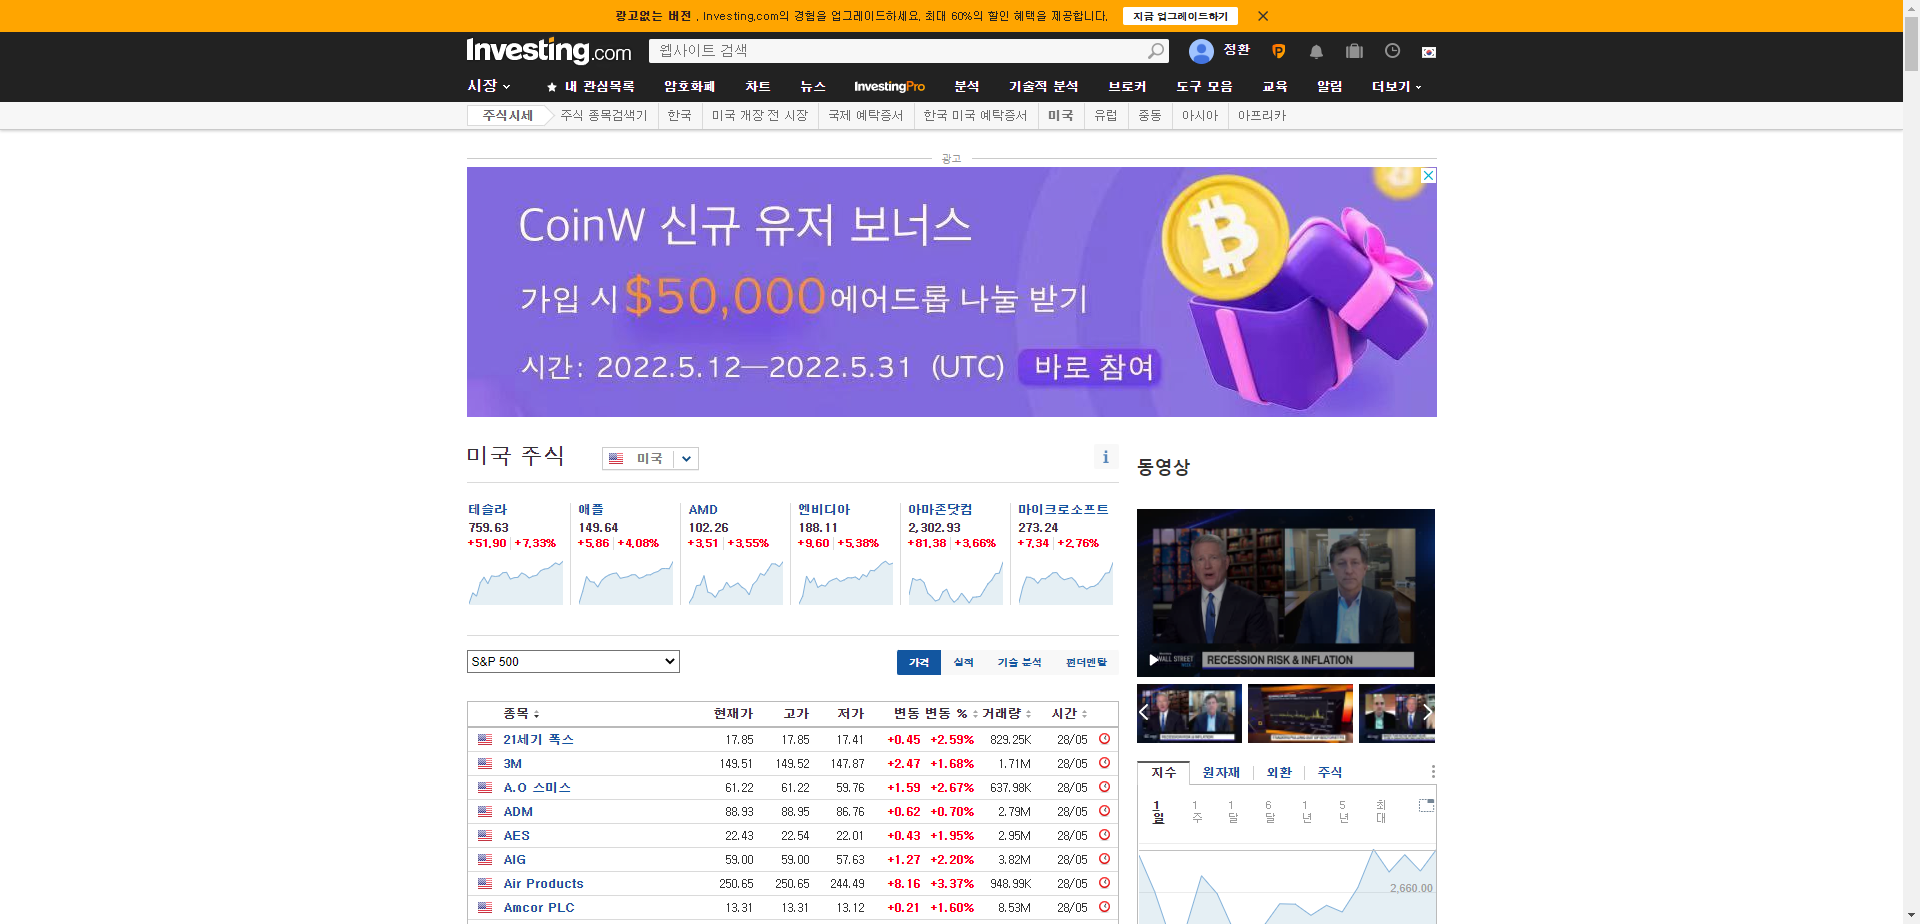 광고없는 버전 . Investing.com의 경험을 업그레이드하세요. 최대 60%의 할인 혜택을 제공합니다. 지금 업그레이드하기
Investing.com 웹사이트 검색 정환
시장 내 관심목록 암호화폐 차트 뉴스 InvestingPro 분석 기술적 분석 브로커 도구 모음 교육 알림 더보기
주식시세 주식 종목검색기 한국 미국 개장 전 시장 국제 예탁증서 한국 미국 예탁증서 미국 유럽 중동 아시아 아프리카
광고
CoinW 신규 유저 보너스
가입 시 $50,000 에어드롭 나눌 받기
시간: 2022.5.12—2022.5.31 (UTC) 바로 참여
미국 주식 미국 i
동영상
테슬라 애플 AMD 엔비디아 아마존닷컴 마이크로소프트
759.63 149.64 102.26 188.11 2,302.93 273.24
+51.90 +7.33% +5.86 +4.08% +3.51 +3.55% +9.60 +5.38% +81.38 +3.66% +7.34 +2.76%
WALL STREET RECESSION RISK & INFLATION
S&P 500 가격 실적 기술 분석 펀더멘탈
종목 현재가 고가 저가 변동 변동 % 거래량 시간
21세기 폭스 17.85 17.85 17.41 +0.45 +2.59% 829.25K 28/05
3M 149.51 149.52 147.87 +2.47 +1.68% 1.71M 28/05
A.O 스미스 61.22 61.22 59.76 +1.59 +2.67% 637.98K 28/05
ADM 88.93 88.95 86.76 +0.62 +0.70% 2.79M 28/05
AES 22.43 22.54 22.01 +0.43 +1.95% 2.95M 28/05
AIG 59.00 59.00 57.63 +1.27 +2.20% 3.82M 28/05
Air Products 250.65 250.65 244.49 +8.16 +3.37% 948.99K 28/05
Amcor PLC 13.31 13.31 13.12 +0.21 +1.60% 8.53M 28/05
지수 원자재 외환 주식
1일 1주 1달 6달 1년 5년 최대
2,660.00